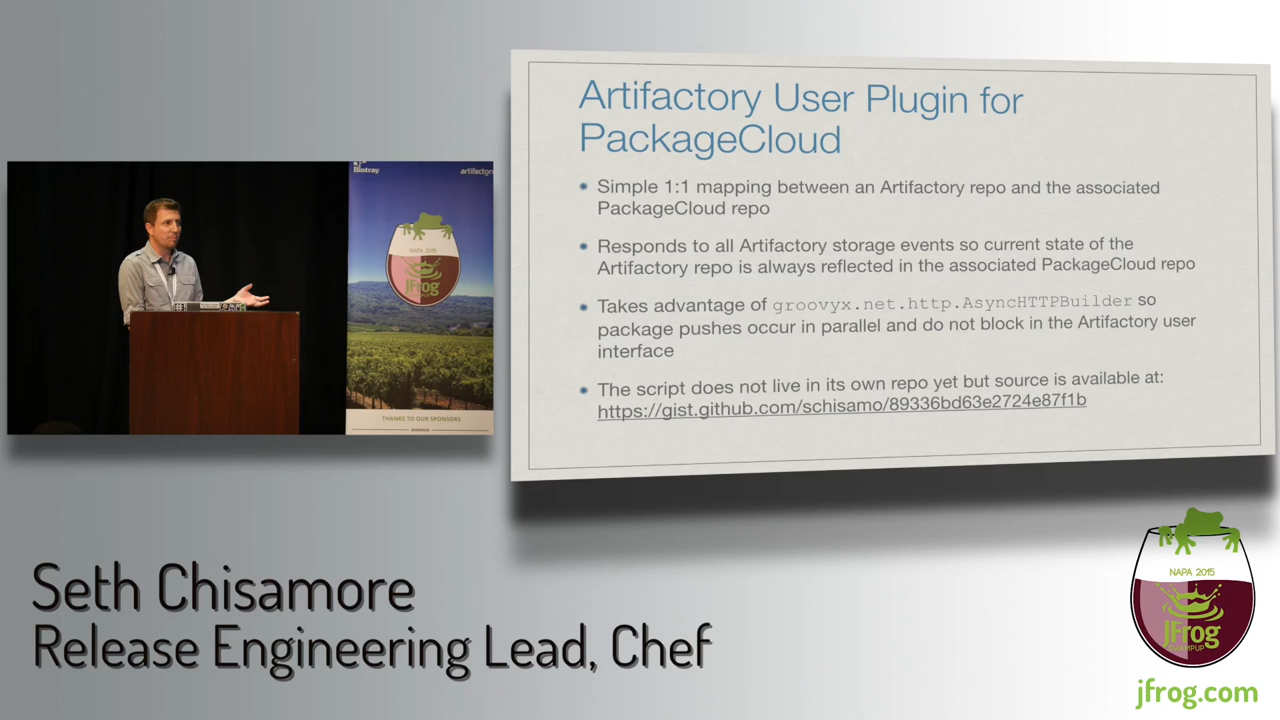 Artifactory User Plugin for
PackageCloud
Simple 1:1 mapping between an Artifactory repo and the associated
PackageCloud repo
Responds to all Artifactory storage events so current state of the
Artifactory repo is always reflected in the associated PackageCloud repo
Takes advantage of groovyx.net.http.AsyncHTTPBuilder so
package pushes occur in parallel and do not block in the Artifactory user
interface
The script does not live in its own repo yet but source is available at:
https://gist.github.com/schisamo/89336bd63e2724e87f1b
Bintray
artifactory
NAPA 2015
jFrog
THANKS TO OUR SPONSORS
Seth Chisamore
Release Engineering Lead, Chef
NAPA 2015
JFrog
SWAMPUP
jfrog.com